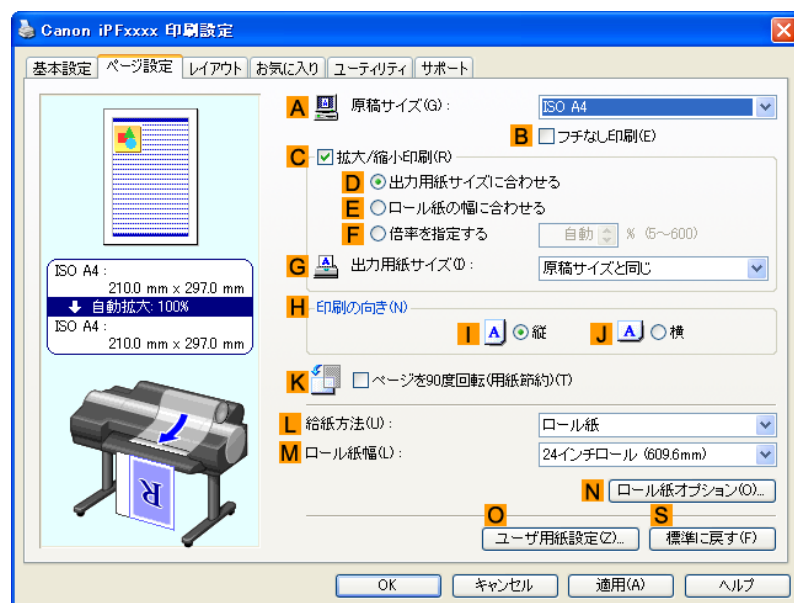 Canon iPFxxxx 印刷設定
基本設定 ページ設定 レイアウト お気に入り ユーティリティ サポート
A 原稿サイズ(G): ISO A4
B フチなし印刷(E)
C 拡大/縮小印刷(R)
D 出力用紙サイズに合わせる
E ロール紙の幅に合わせる
F 倍率を指定する 自動 % (5~600)
G 出力用紙サイズ(I): 原稿サイズと同じ
ISO A4 :
210.0 mm x 297.0 mm
自動拡大: 100%
ISO A4 :
210.0 mm x 297.0 mm
H 印刷の向き(N)
I A 縦 J A 横
K ページを90度回転(用紙節約)(T)
L 給紙方法(U): ロール紙
M ロール紙幅(L): 24インチロール (609.6mm)
R
N ロール紙オプション(O)...
O S
ユーザ用紙設定(Z)... 標準に戻す(F)
OK キャンセル 適用(A) ヘルプ